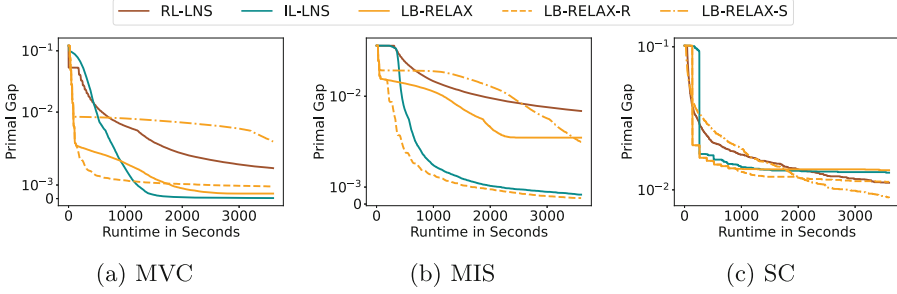 RL-LNS IL-LNS LB-RELAX LB-RELAX-R LB-RELAX-S
Primal Gap
10⁻¹
10⁻²
10⁻³
0
0 1000 2000 3000
Runtime in Seconds
(a) MVC
Primal Gap
10⁻²
10⁻³
0
0 1000 2000 3000
Runtime in Seconds
(b) MIS
Primal Gap
10⁻¹
10⁻²
0 1000 2000 3000
Runtime in Seconds
(c) SC